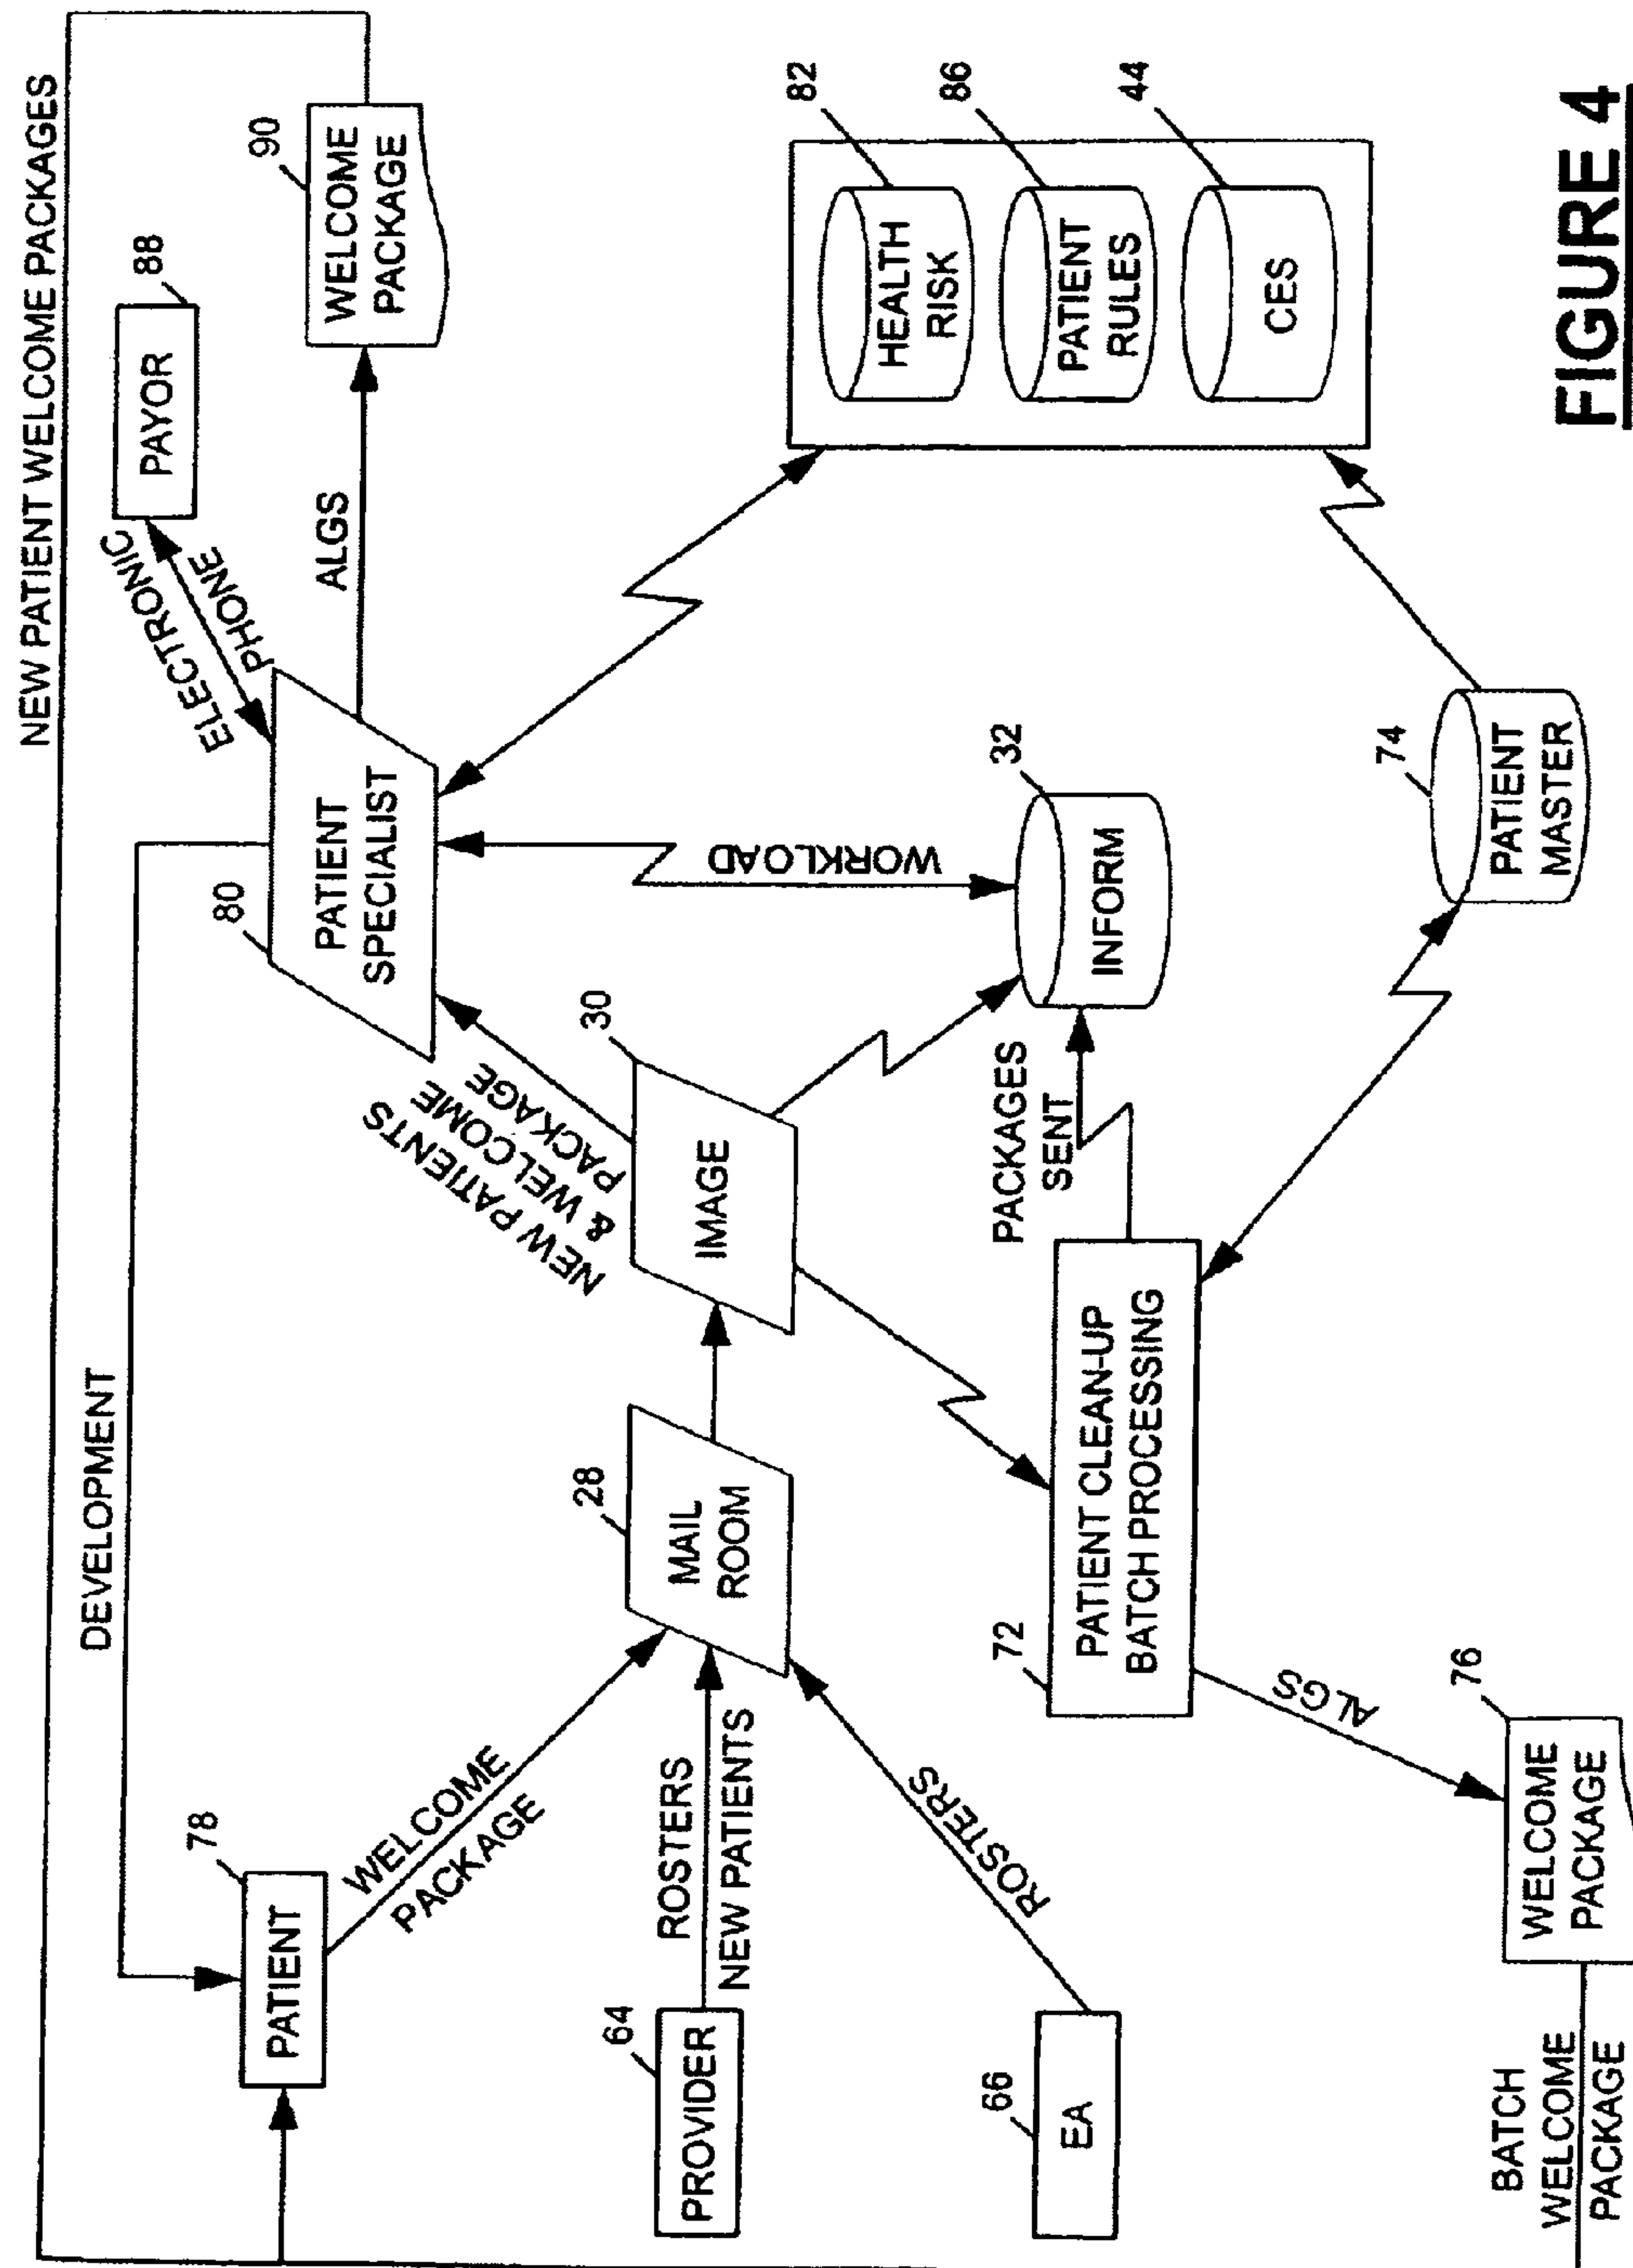 NEW PATIENT WELCOME PACKAGES
DEVELOPMENT
78
PATIENT
WELCOME
PACKAGE
64
PROVIDER
ROSTERS
NEW PATIENTS
66
EA
ROSTERS
28
MAIL
ROOM
30
IMAGE
NEW PATIENTS
& WELCOME
PACKAGE
80
PATIENT
SPECIALIST
ELECTRONIC
PHONE
PAYOR
88
ALGS
90
WELCOME
PACKAGE
WORKLOAD
32
INFORM
PACKAGES
SENT
72
PATIENT CLEAN-UP
BATCH PROCESSING
ALGS
76
WELCOME
PACKAGE
BATCH
WELCOME
PACKAGE
74
PATIENT
MASTER
82
HEALTH
RISK
86
PATIENT
RULES
44
CES
FIGURE 4